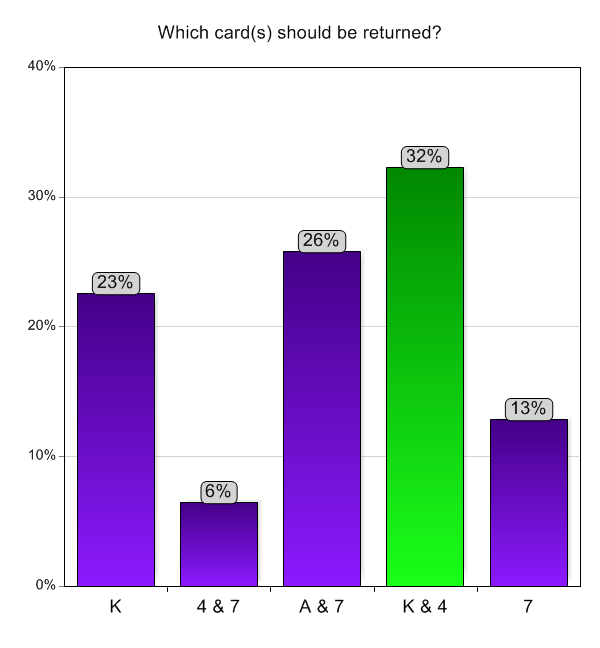 Which card(s) should be returned?
40%
30%
20%
10%
0%
23%
6%
26%
32%
13%
K
4 & 7
A & 7
K & 4
7